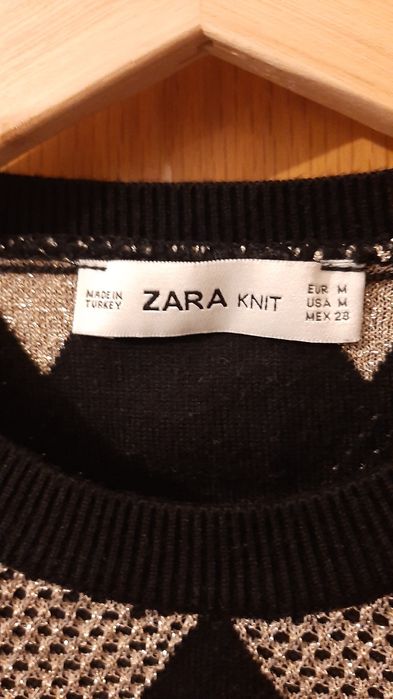 MADE IN
TURKEY
ZARA KNIT
EUR M
USA M
MEX 28